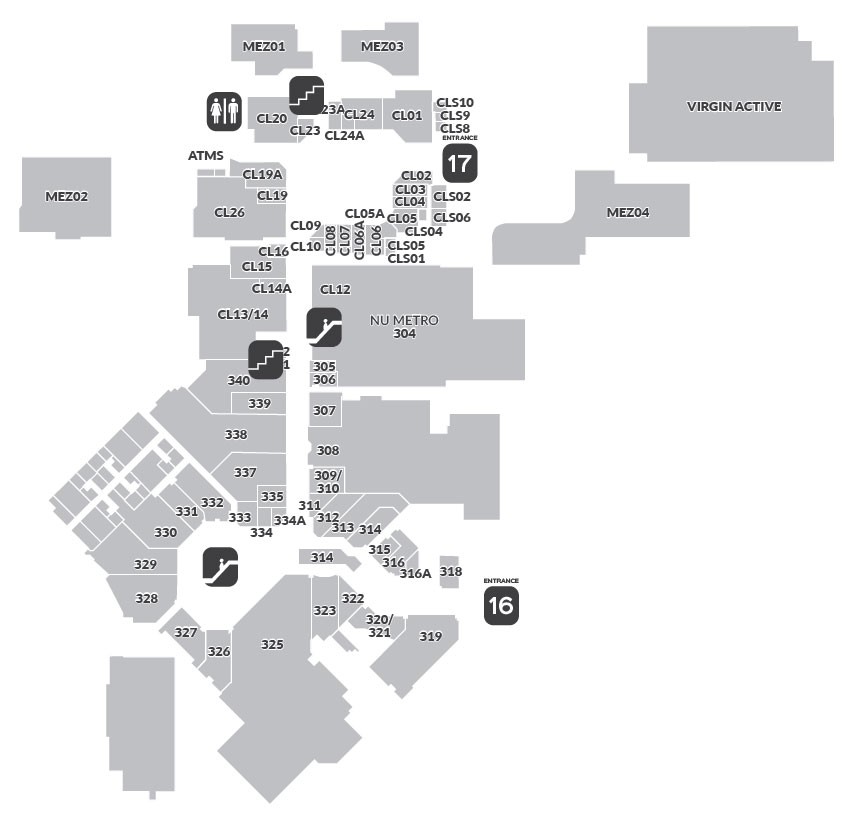 MEZ01
MEZ03
VIRGIN ACTIVE
CLS10
CLS9
CLS8
23A
CL24
CL01
CL20
CL23
CL24A
ENTRANCE
17
ATMS
CL19A
CL02
CL03
CL04
CLS02
CL19
MEZ02
CL26
MEZ04
CL05A
CL05
CLS06
CL09
CL08
CL07
CL06A
CL06
CLS04
CL10
CLS05
CLS01
CL16
CL15
CL14A
CL12
CL13/14
NU METRO
304
2
1
305
306
340
339
307
338
308
337
309/
310
335
311
332
331
333
334A
334
312
313
314
330
329
314
315
316
316A
318
328
ENTRANCE
16
322
323
320/
321
319
327
326
325